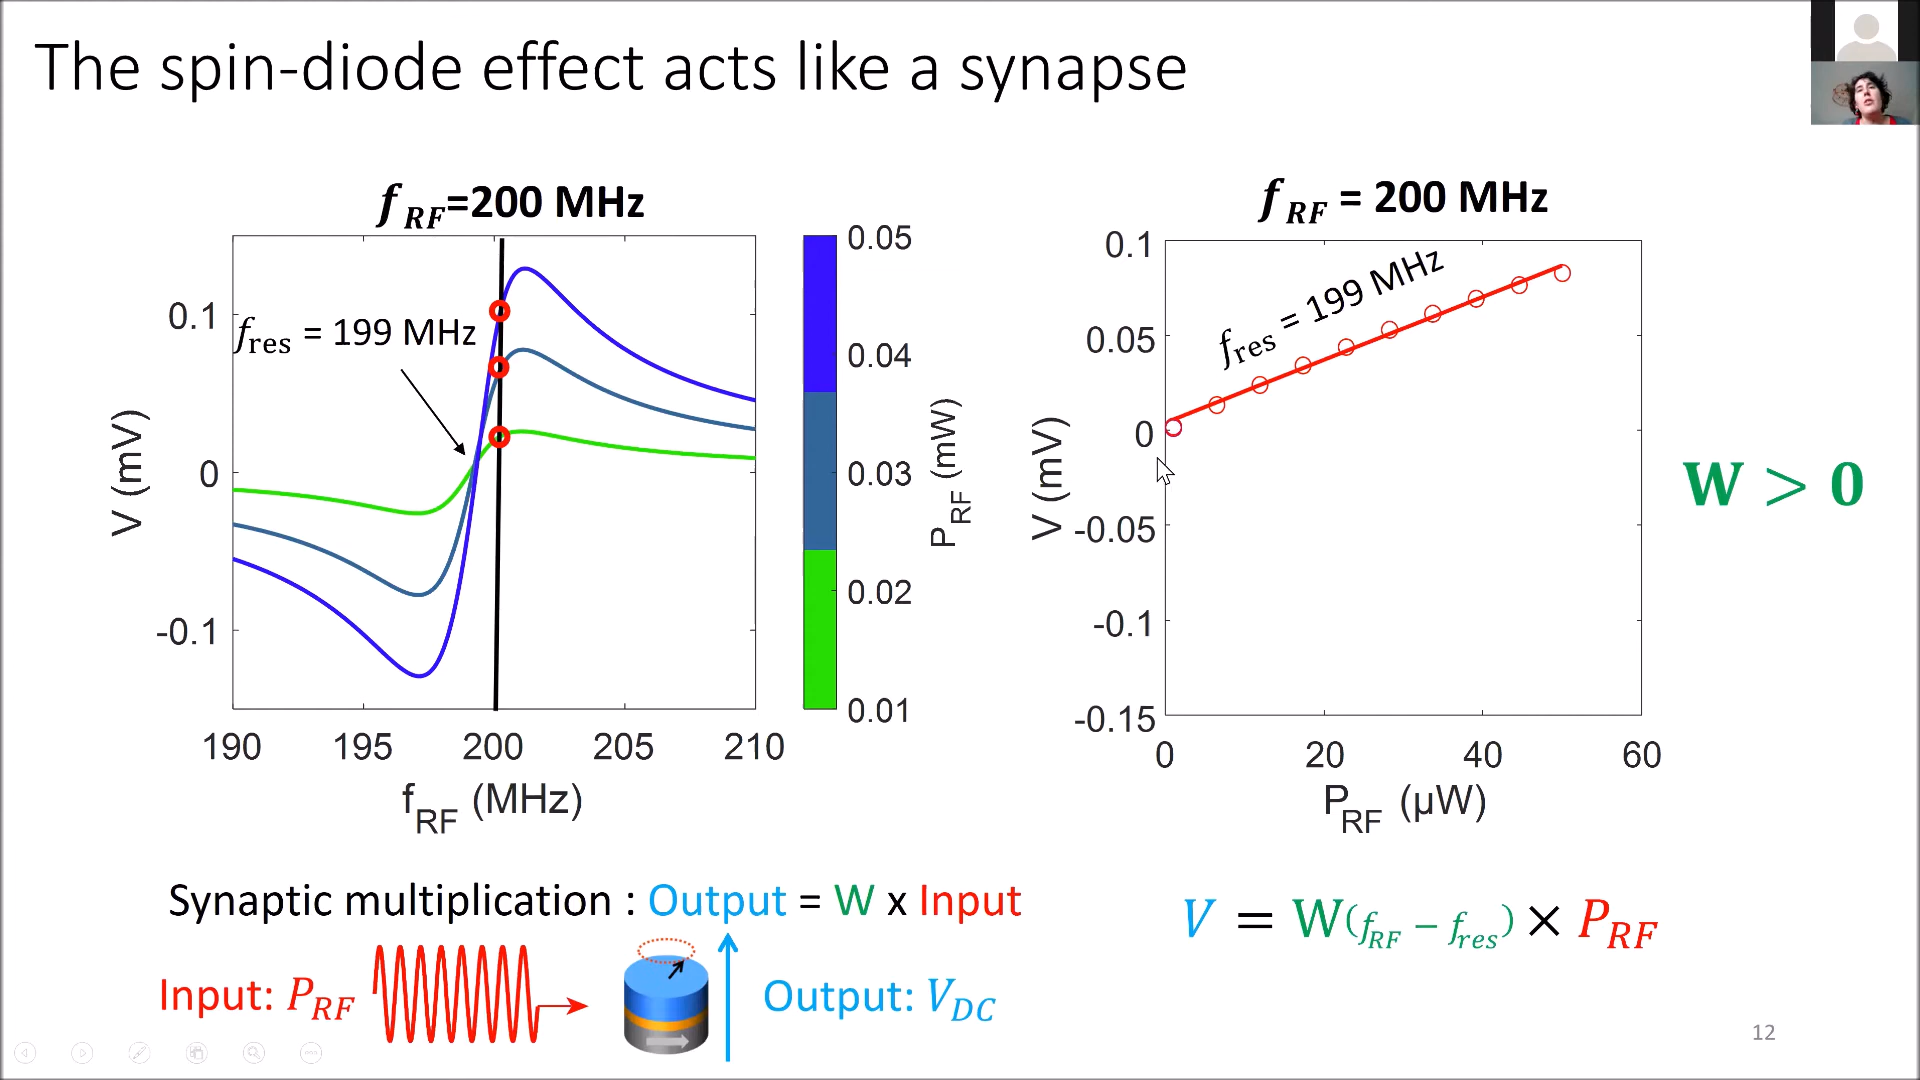 The spin-diode effect acts like a synapse
f_RF=200 MHz
0.1
0
-0.1
V (mV)
f_res = 199 MHz
190 195 200 205 210
f_RF (MHz)
0.05
0.04
0.03
0.02
0.01
P_RF (mW)
f_RF = 200 MHz
0.1
0.05
0
-0.05
-0.1
-0.15
V (mV)
f_res = 199 MHz
0 20 40 60
P_RF (µW)
W > 0
Synaptic multiplication : Output = W x Input
Input: P_RF
Output: V_DC
V = W(f_RF − f_res) × P_RF
12